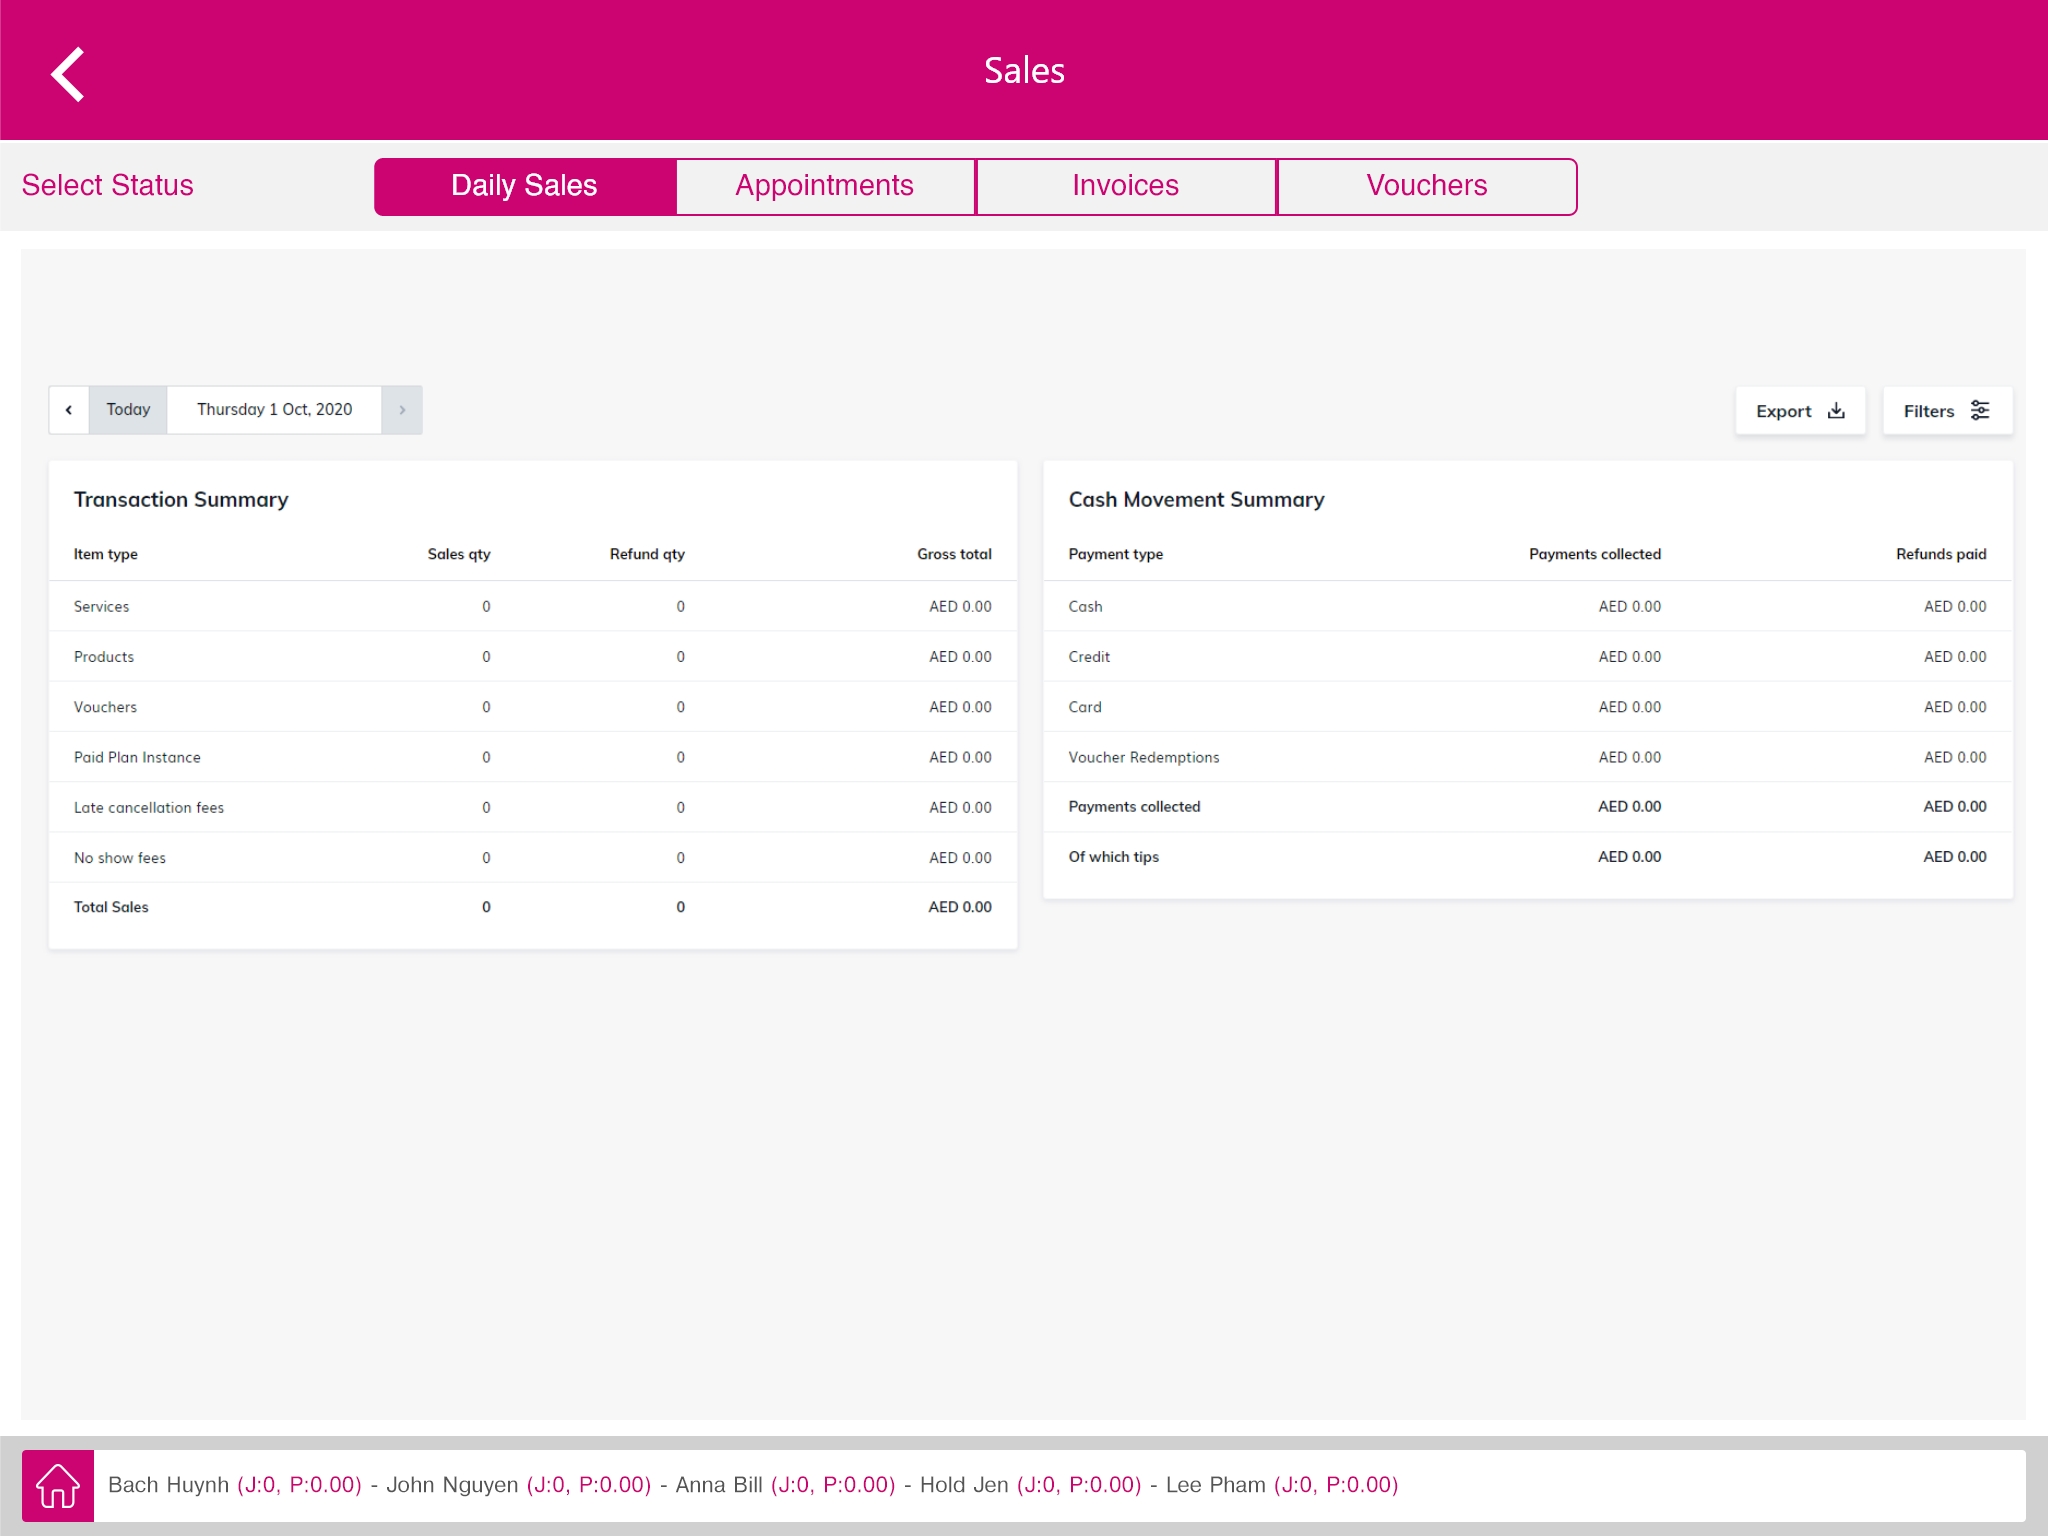 Sales
Select Status
Daily Sales
Appointments
Invoices
Vouchers
Today
Thursday 1 Oct, 2020
Export
Filters
Transaction Summary
Item type Sales qty Refund qty Gross total
Services 0 0 AED 0.00
Products 0 0 AED 0.00
Vouchers 0 0 AED 0.00
Paid Plan Instance 0 0 AED 0.00
Late cancellation fees 0 0 AED 0.00
No show fees 0 0 AED 0.00
Total Sales 0 0 AED 0.00
Cash Movement Summary
Payment type Payments collected Refunds paid
Cash AED 0.00 AED 0.00
Credit AED 0.00 AED 0.00
Card AED 0.00 AED 0.00
Voucher Redemptions AED 0.00 AED 0.00
Payments collected AED 0.00 AED 0.00
Of which tips AED 0.00 AED 0.00
Bach Huynh (J:0, P:0.00) - John Nguyen (J:0, P:0.00) - Anna Bill (J:0, P:0.00) - Hold Jen (J:0, P:0.00) - Lee Pham (J:0, P:0.00)